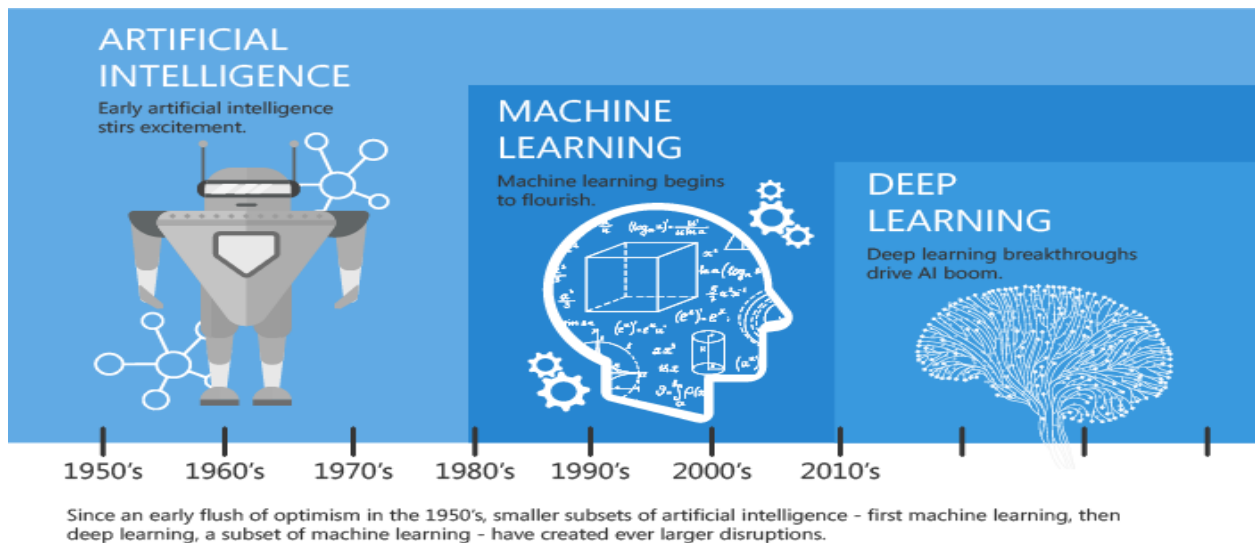 ARTIFICIAL
INTELLIGENCE
Early artificial intelligence
stirs excitement.
MACHINE
LEARNING
Machine learning begins
to flourish.
DEEP
LEARNING
Deep learning breakthroughs
drive AI boom.
1950's 1960's 1970's 1980's 1990's 2000's 2010's
Since an early flush of optimism in the 1950's, smaller subsets of artificial intelligence - first machine learning, then
deep learning, a subset of machine learning - have created ever larger disruptions.